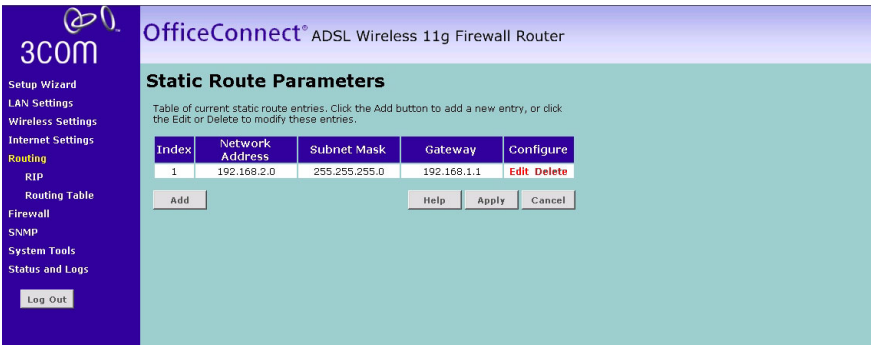 3COM
OfficeConnect® ADSL Wireless 11g Firewall Router
Setup Wizard
LAN Settings
Wireless Settings
Internet Settings
Routing
RIP
Routing Table
Firewall
SNMP
System Tools
Status and Logs
Log Out
Static Route Parameters
Table of current static route entries. Click the Add button to add a new entry, or click
the Edit or Delete to modify these entries.
Index Network Address Subnet Mask Gateway Configure
1 192.168.2.0 255.255.255.0 192.168.1.1 Edit Delete
Add Help Apply Cancel